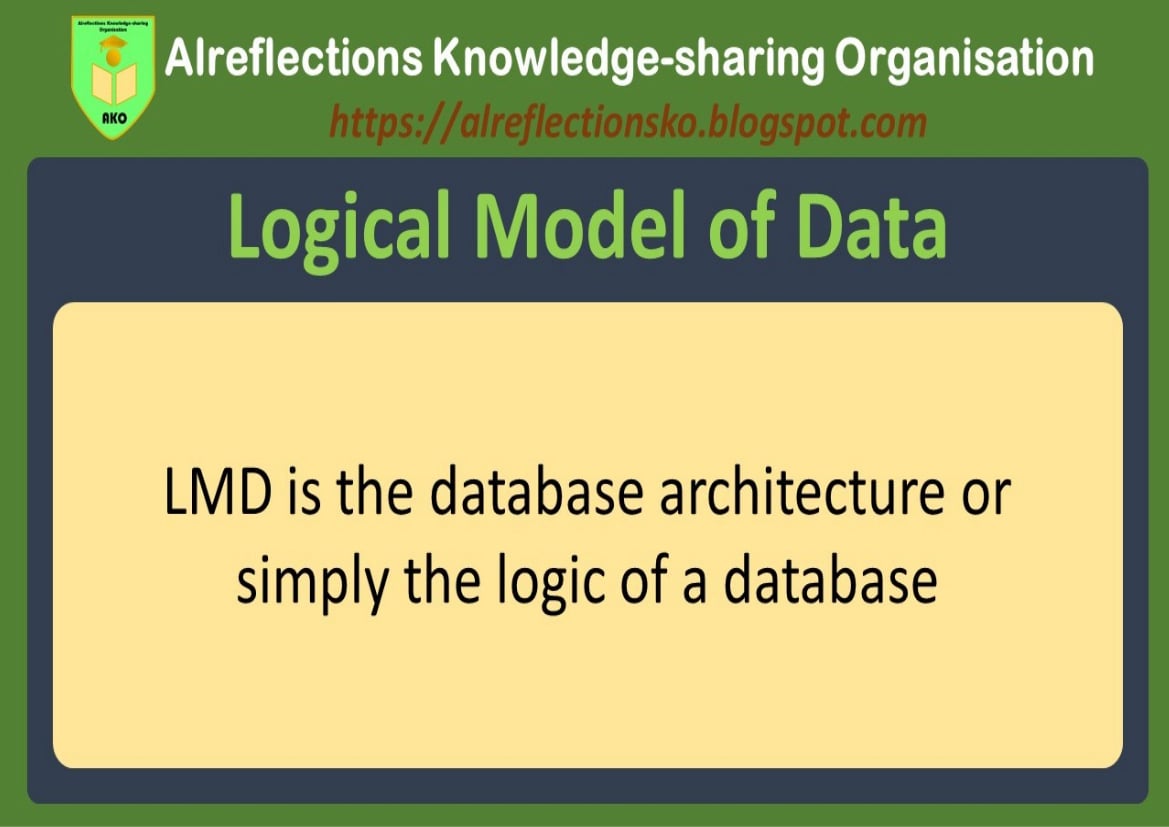 Alreflections Knowledge-sharing
Organisation
AKO
Alreflections Knowledge-sharing Organisation
https://alreflectionsko.blogspot.com
Logical Model of Data
LMD is the database architecture or
simply the logic of a database